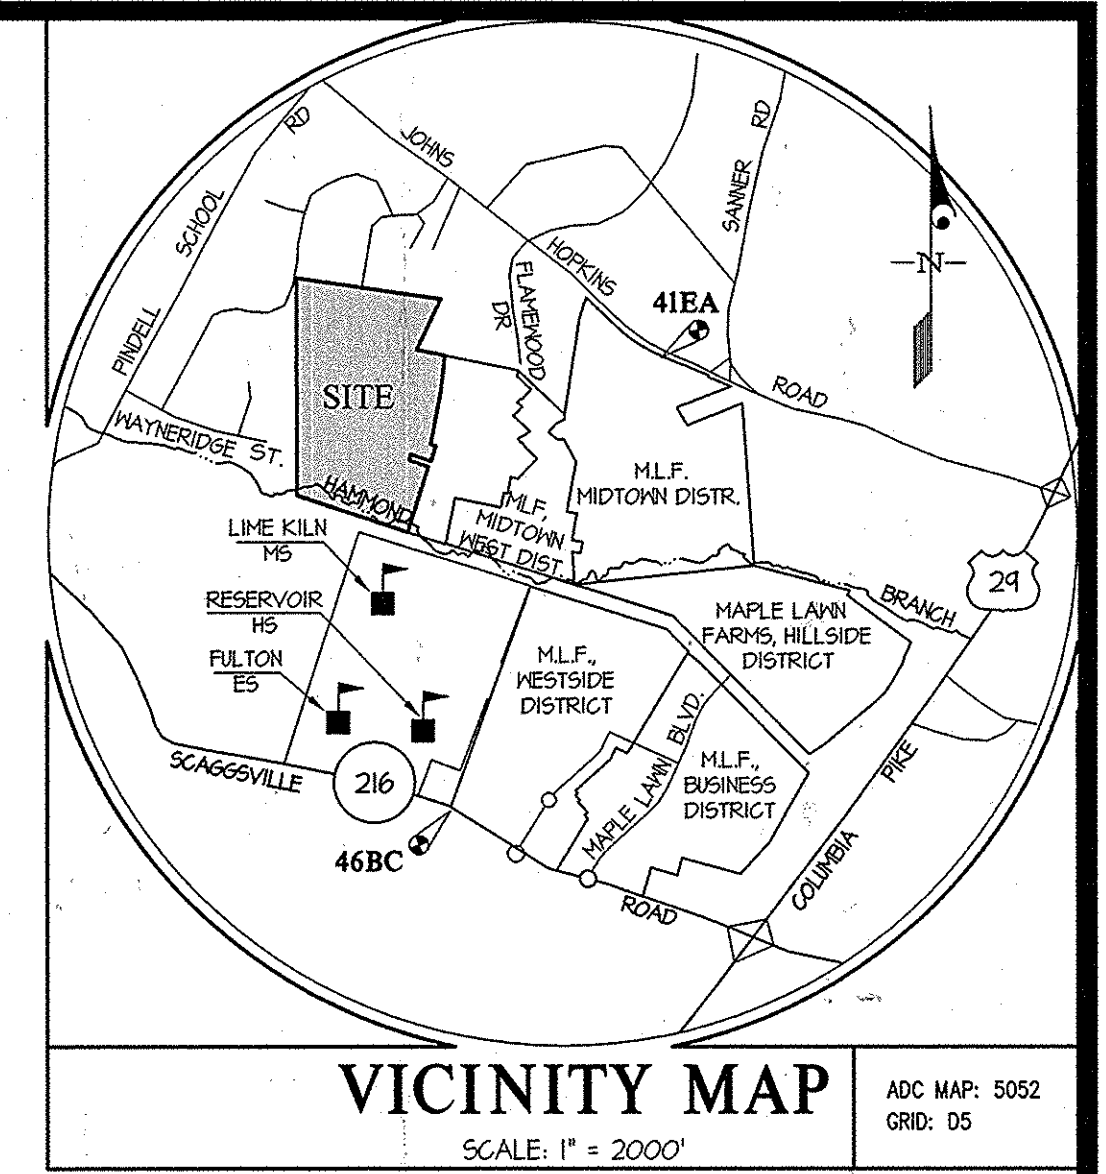 RD
JOHNS
RD
SANNER
SCHOOL
PINDELL
HOPKINS
FLAMEWOOD
DR
41EA
-N-
ROAD
SITE
WAYNERIDGE ST.
HAMMOND
M.L.F.
MIDTOWN DISTR.
MLF,
MIDTOWN
WEST DIST.
LIME KILN
MS
RESERVOIR
HS
FULTON
ES
29
BRANCH
MAPLE LAWN
FARMS, HILLSIDE
DISTRICT
M.L.F.,
WESTSIDE
DISTRICT
MAPLE LAWN BLVD.
M.L.F.,
BUSINESS
DISTRICT
PIKE
COLUMBIA
SCAGGSVILLE
216
46BC
ROAD
VICINITY MAP
SCALE: 1" = 2000'
ADC MAP: 5052
GRID: D5